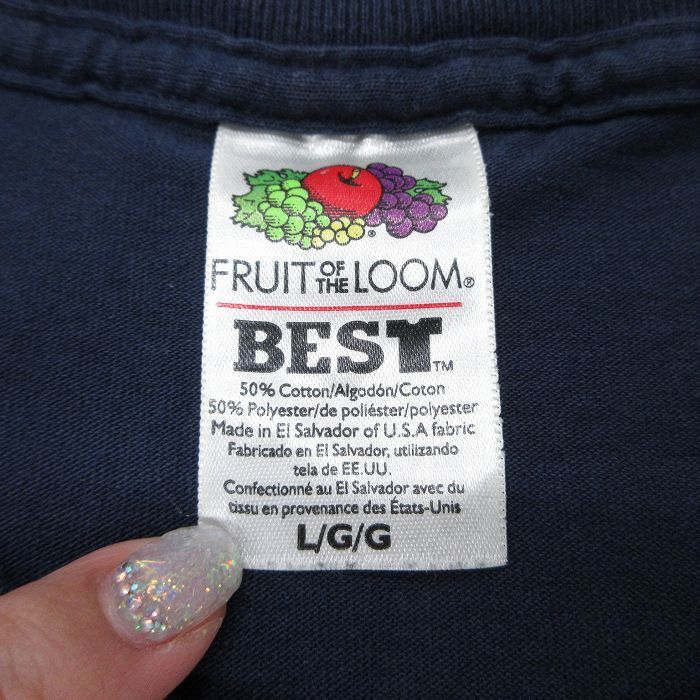 FRUIT OF THE LOOM®
BEST™
50% Cotton/Algodón/Coton
50% Polyester/de poliéster/polyester
Made in El Salvador of U.S.A fabric
Fabricado en El Salvador, utilizando
tela de EE.UU.
Confectionné au El Salvador avec du
tissu en provenance des États-Unis
L/G/G